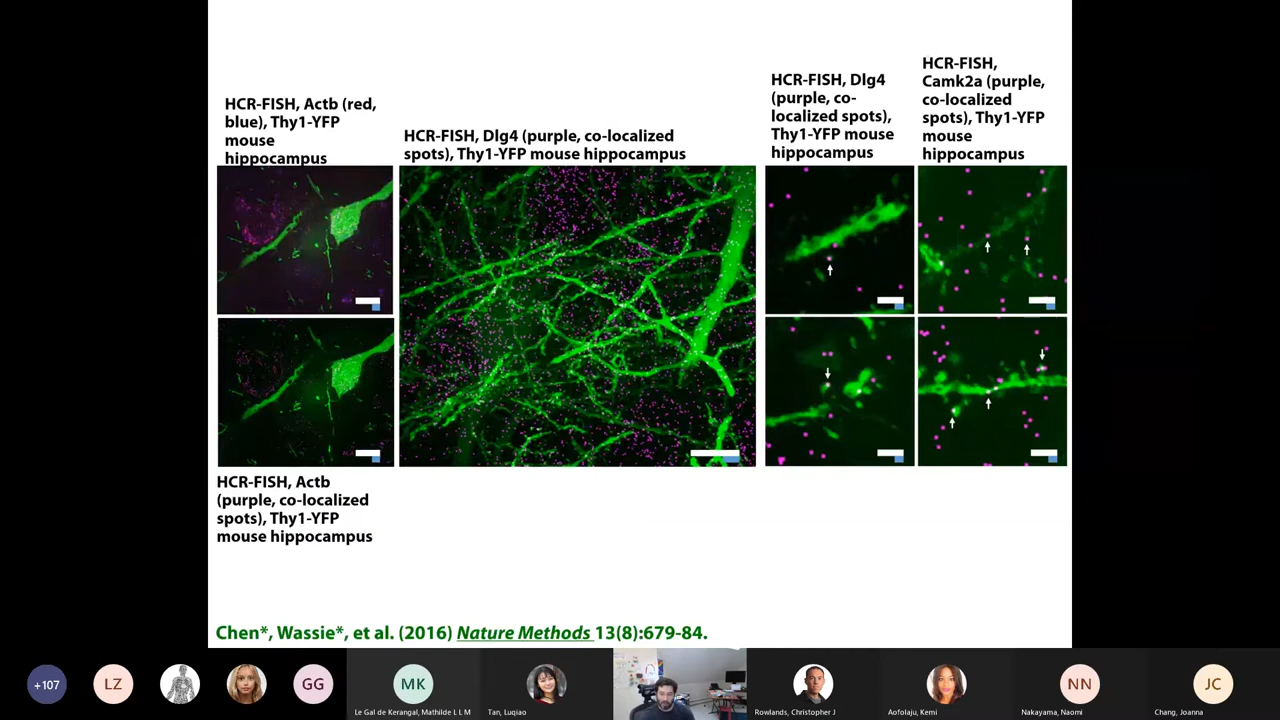 HCR-FISH, Actb (red,
blue), Thy1-YFP
mouse
hippocampus
HCR-FISH, Dlg4 (purple, co-localized
spots), Thy1-YFP mouse hippocampus
HCR-FISH, Dlg4
(purple, co-
localized spots),
Thy1-YFP mouse
hippocampus
HCR-FISH,
Camk2a (purple,
co-localized
spots), Thy1-YFP
mouse
hippocampus
HCR-FISH, Actb
(purple, co-localized
spots), Thy1-YFP
mouse hippocampus
Chen*, Wassie*, et al. (2016) Nature Methods 13(8):679-84.
+107
LZ
GG
MK
NN
JC
Le Gal de Kerangal, Mathilde L L M
Tan, Luqiao
Rowlands, Christopher J
Aofolaju, Kemi
Nakayama, Naomi
Chang, Joanna